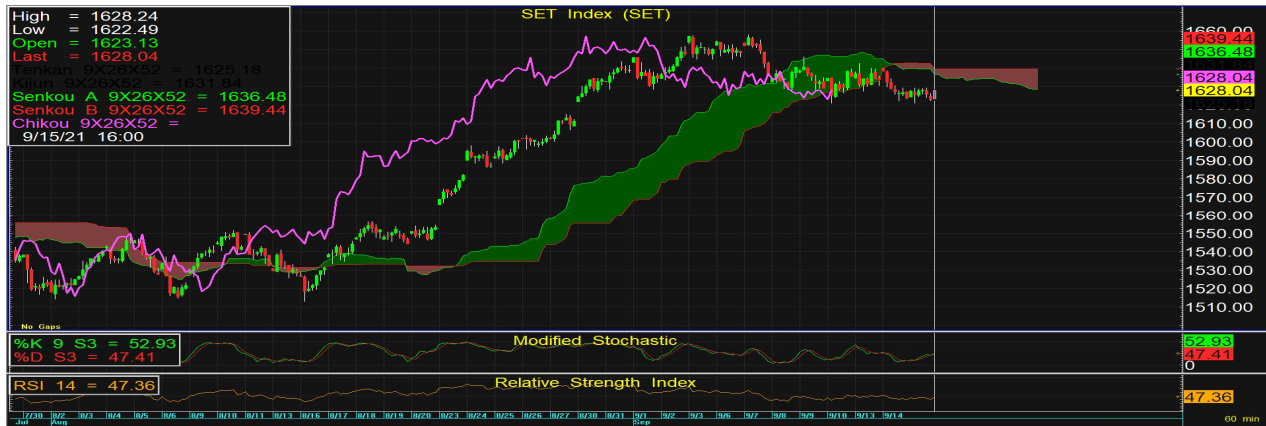 SET Index (SET)
High = 1628.24
Low = 1622.49
Open = 1623.13
Last = 1628.04
Tenkan 9X26X52 = 1625.18
Kijun 9X26X52 = 1631.84
Senkou A 9X26X52 = 1636.48
Senkou B 9X26X52 = 1639.44
Chikou 9X26X52 =
9/15/21 16:00
1639.44
1636.48
1628.04
1628.04
1610.00
1600.00
1590.00
1580.00
1570.00
1560.00
1550.00
1540.00
1530.00
1520.00
1510.00
No Gaps
Modified Stochastic
%K 9 S3 = 52.93
%D S3 = 47.41
52.93
47.41
0
Relative Strength Index
RSI 14 = 47.36
47.36
7/30 8/2 8/3 8/4 8/5 8/6 8/9 8/10 8/11 8/13 8/16 8/17 8/18 8/19 8/20 8/23 8/24 8/25 8/26 8/27 8/30 8/31 9/1 9/2 9/3 9/6 9/7 9/8 9/9 9/10 9/13 9/14
Jul Aug Sep
60 min